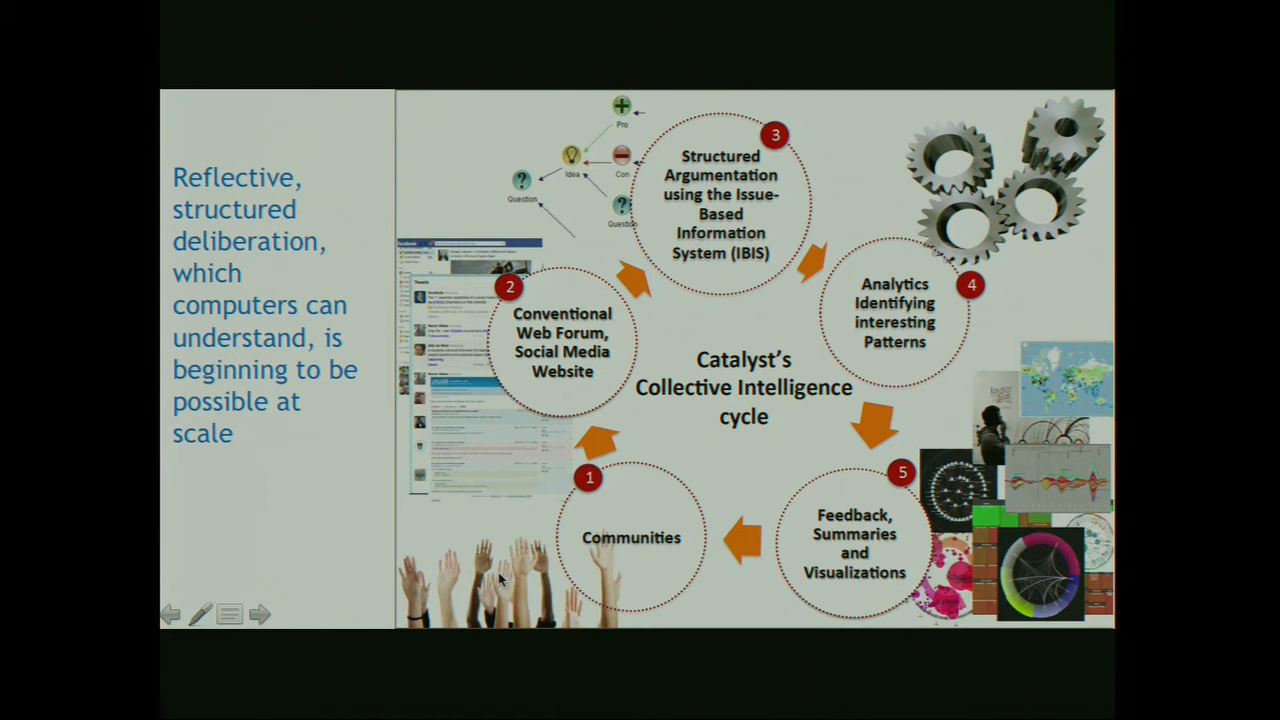 Reflective,
structured
deliberation,
which
computers can
understand, is
beginning to be
possible at
scale
Pro
Idea
Con
Question
Question
3
Structured
Argumentation
using the Issue-
Based
Information
System (IBIS)
facebook
Tweets
2
Conventional
Web Forum,
Social Media
Website
4
Analytics
Identifying
interesting
Patterns
Catalyst's
Collective Intelligence
cycle
1
Communities
5
Feedback,
Summaries
and
Visualizations